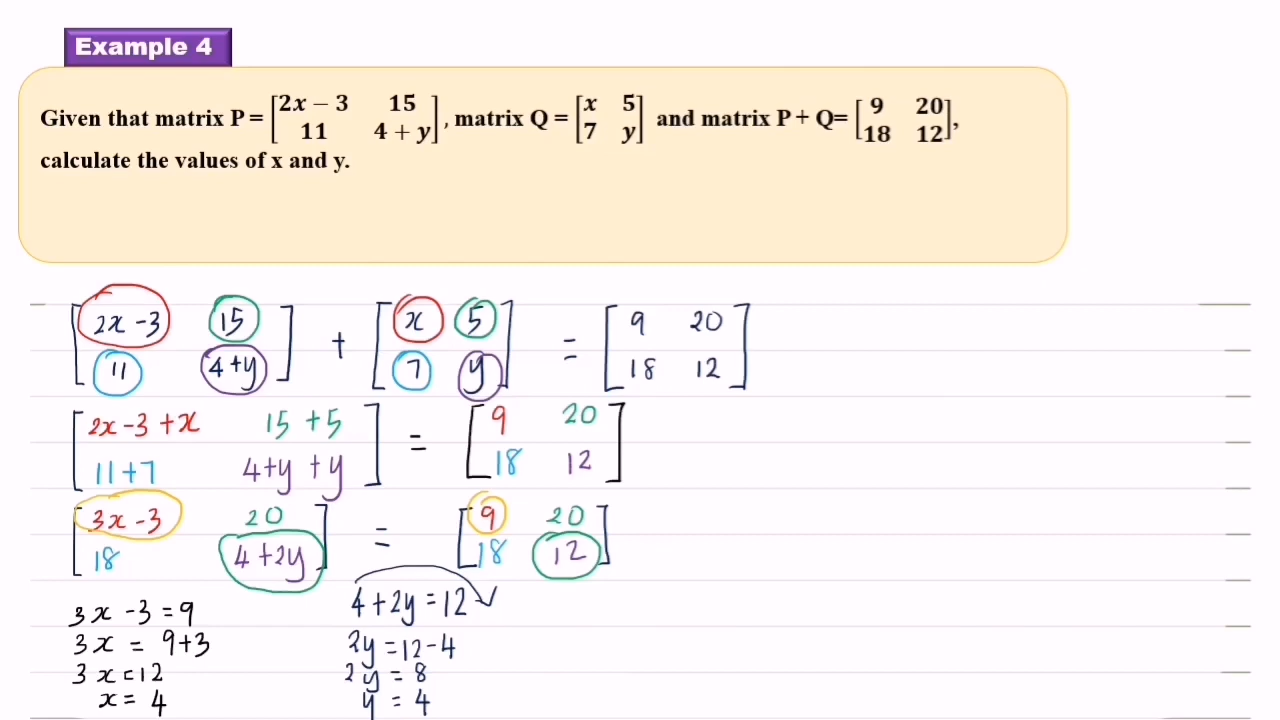 Example 4
Given that matrix P = [2x − 3 15 11 4 + y], matrix Q = [x 5 7 y] and matrix P + Q= [9 20 18 12],
calculate the values of x and y.
[2x -3 15 11 4+y] + [x 5 7 y] = [9 20 18 12]
[2x -3 +x 15 +5 11+7 4+y +y] = [9 20 18 12]
[3x -3 20 18 4 +2y] = [9 20 18 12]
3x -3 = 9
3x = 9+3
3x = 12
x = 4
4+2y = 12
2y = 12-4
2y = 8
y = 4